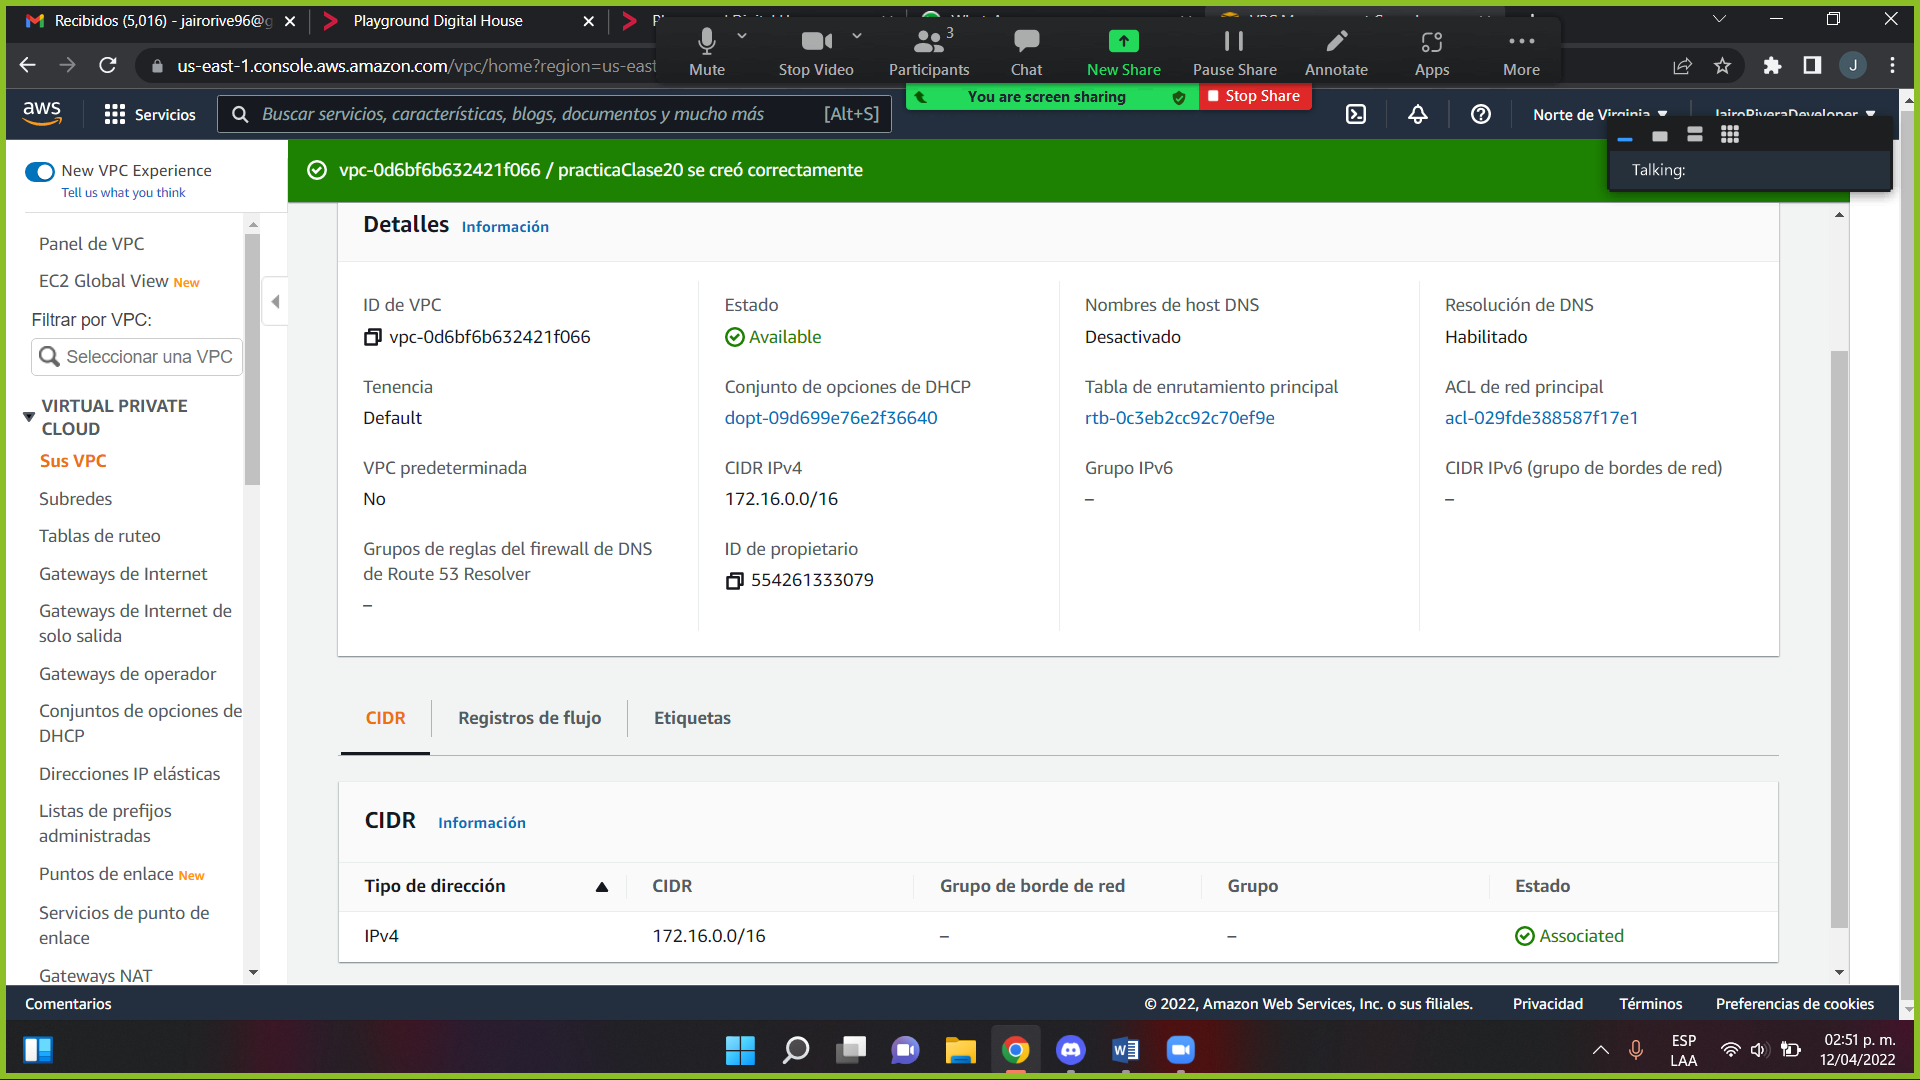 Recibidos (5,016) - jairorive96@g
Playground Digital House
Mute
Stop Video
Participants
3
Chat
New Share
Pause Share
Annotate
Apps
More
us-east-1.console.aws.amazon.com/vpc/home?region=us-east
J
You are screen sharing
Stop Share
aws
Servicios
Buscar servicios, características, blogs, documentos y mucho más
[Alt+S]
Norte de Virginia
JairoRiveraDeveloper
Talking:
New VPC Experience
Tell us what you think
vpc-0d6bf6b632421f066 / practicaClase20 se creó correctamente
Panel de VPC
EC2 Global View New
Filtrar por VPC:
Seleccionar una VPC
VIRTUAL PRIVATE
CLOUD
Sus VPC
Subredes
Tablas de ruteo
Gateways de Internet
Gateways de Internet de
solo salida
Gateways de operador
Conjuntos de opciones de
DHCP
Direcciones IP elásticas
Listas de prefijos
administradas
Puntos de enlace New
Servicios de punto de
enlace
Gateways NAT
Detalles Información
ID de VPC
vpc-0d6bf6b632421f066
Estado
Available
Nombres de host DNS
Desactivado
Resolución de DNS
Habilitado
Tenencia
Default
Conjunto de opciones de DHCP
dopt-09d699e76e2f36640
Tabla de enrutamiento principal
rtb-0c3eb2cc92c70ef9e
ACL de red principal
acl-029fde388587f17e1
VPC predeterminada
No
CIDR IPv4
172.16.0.0/16
Grupo IPv6
–
CIDR IPv6 (grupo de bordes de red)
–
Grupos de reglas del firewall de DNS
de Route 53 Resolver
–
ID de propietario
554261333079
CIDR
Registros de flujo
Etiquetas
CIDR Información
Tipo de dirección
CIDR
Grupo de borde de red
Grupo
Estado
IPv4
172.16.0.0/16
–
–
Associated
Comentarios
© 2022, Amazon Web Services, Inc. o sus filiales.
Privacidad
Términos
Preferencias de cookies
ESP
LAA
02:51 p. m.
12/04/2022